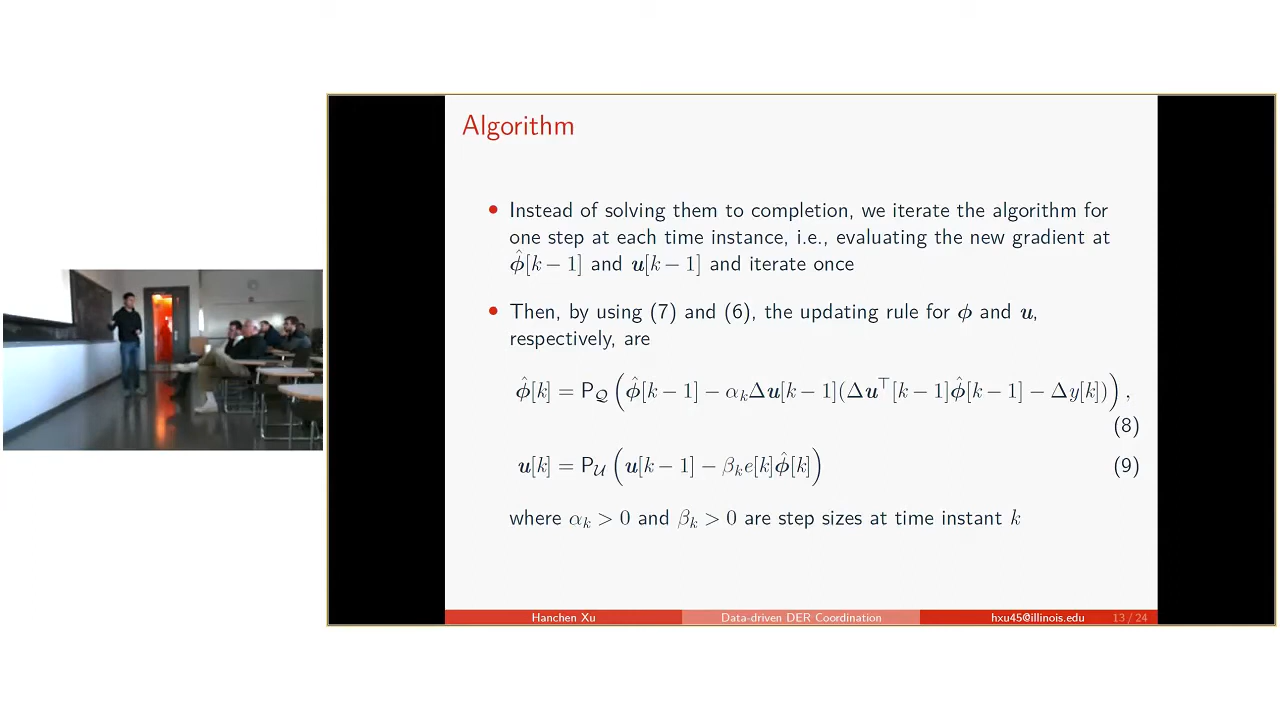 Algorithm
• Instead of solving them to completion, we iterate the algorithm for
one step at each time instance, i.e., evaluating the new gradient at
ϕ̂[k − 1] and u[k − 1] and iterate once
• Then, by using (7) and (6), the updating rule for ϕ and u,
respectively, are
ϕ̂[k] = P_Q (ϕ̂[k − 1] − α_kΔu[k − 1](Δu^⊤[k − 1]ϕ̂[k − 1] − Δy[k])),
(8)
u[k] = P_U (u[k − 1] − β_k e[k]ϕ̂[k]) (9)
where α_k > 0 and β_k > 0 are step sizes at time instant k
Hanchen Xu Data-driven DER Coordination hxu45@illinois.edu 13 / 24